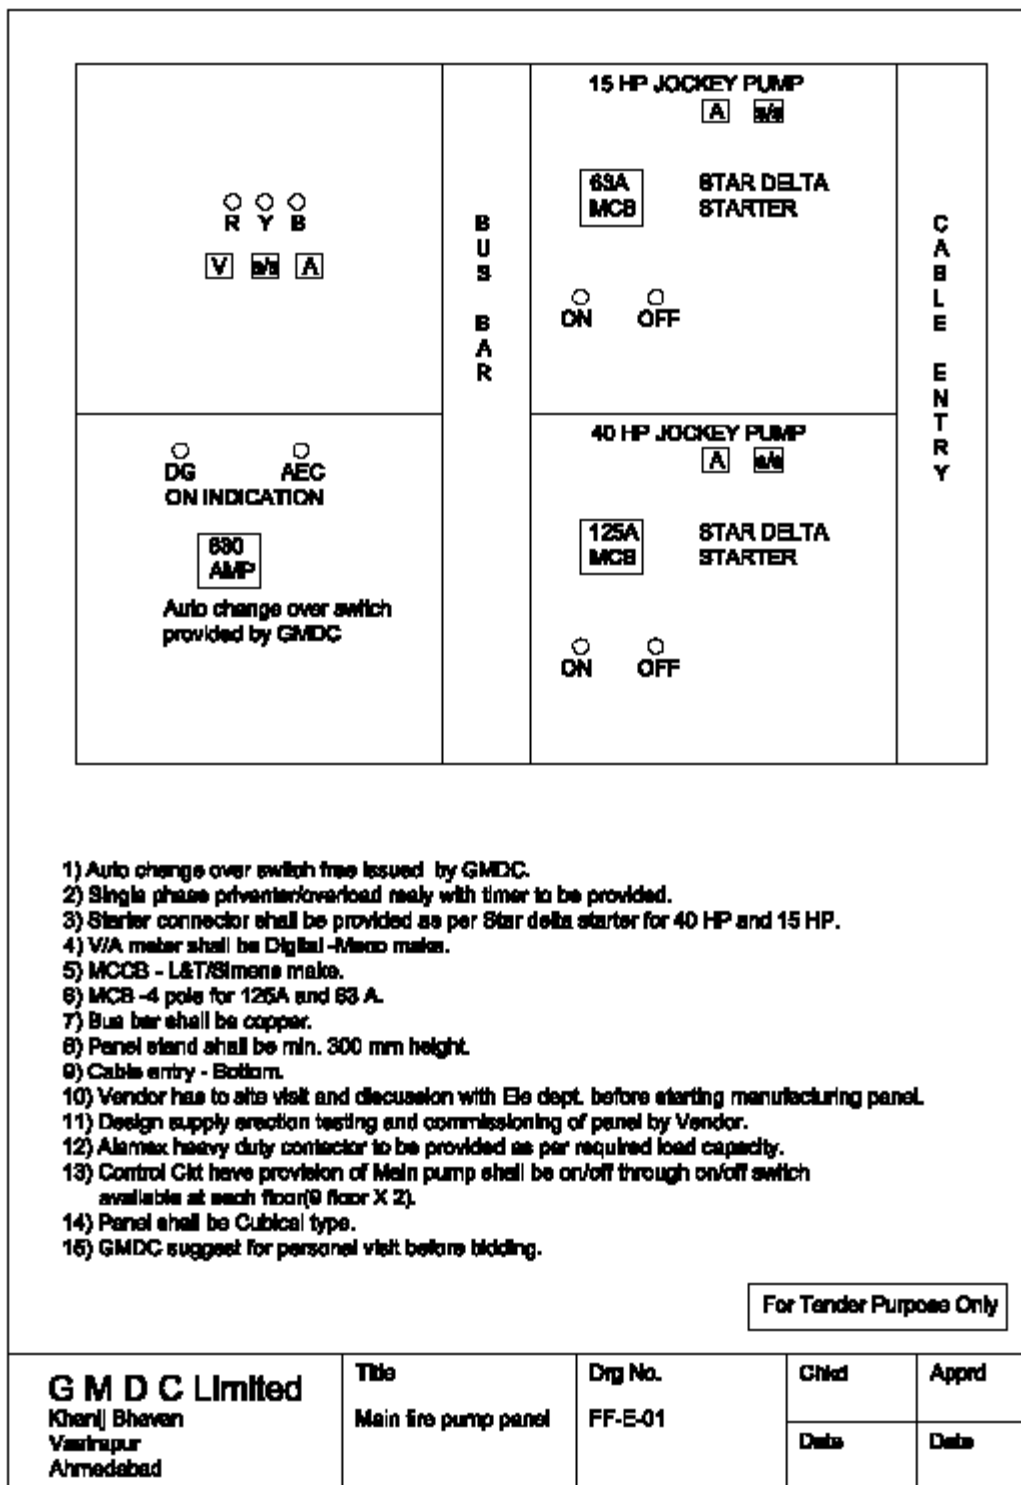 15 HP JOCKEY PUMP
A s/s
63A
MCB
STAR DELTA
STARTER
ON OFF
R Y B
V s/s A
BUS BAR
CABLE ENTRY
DG AEC
ON INDICATION
630
AMP
Auto change over switch
provided by GMDC
40 HP JOCKEY PUMP
A s/s
125A
MCB
STAR DELTA
STARTER
ON OFF
1) Auto change over switch free issued by GMDC.
2) Single phase priventer/overload realy with timer to be provided.
3) Starter connector shall be provided as per Star delta starter for 40 HP and 15 HP.
4) V/A meter shall be Digital -Meco make.
5) MCCB - L&T/Simens make.
6) MCB -4 pole for 125A and 63 A.
7) Bus bar shall be copper.
8) Panel stand shall be min. 300 mm height.
9) Cable entry - Bottom.
10) Vendor has to site visit and discussion with Ele dept. before starting manufacturing panel.
11) Design supply erection testing and commissioning of panel by Vendor.
12) Alamex heavy duty contactor to be provided as per required load capacity.
13) Control Ckt have provision of Main pump shall be on/off through on/off switch
available at each floor(9 floor X 2).
14) Panel shall be Cubical type.
15) GMDC suggest for personal visit before bidding.
For Tender Purpose Only
G M D C Limited
Khanij Bhavan
Vastrapur
Ahmedabad
Title
Main fire pump panel
Drg No.
FF-E-01
Chkd
Apprd
Date
Date